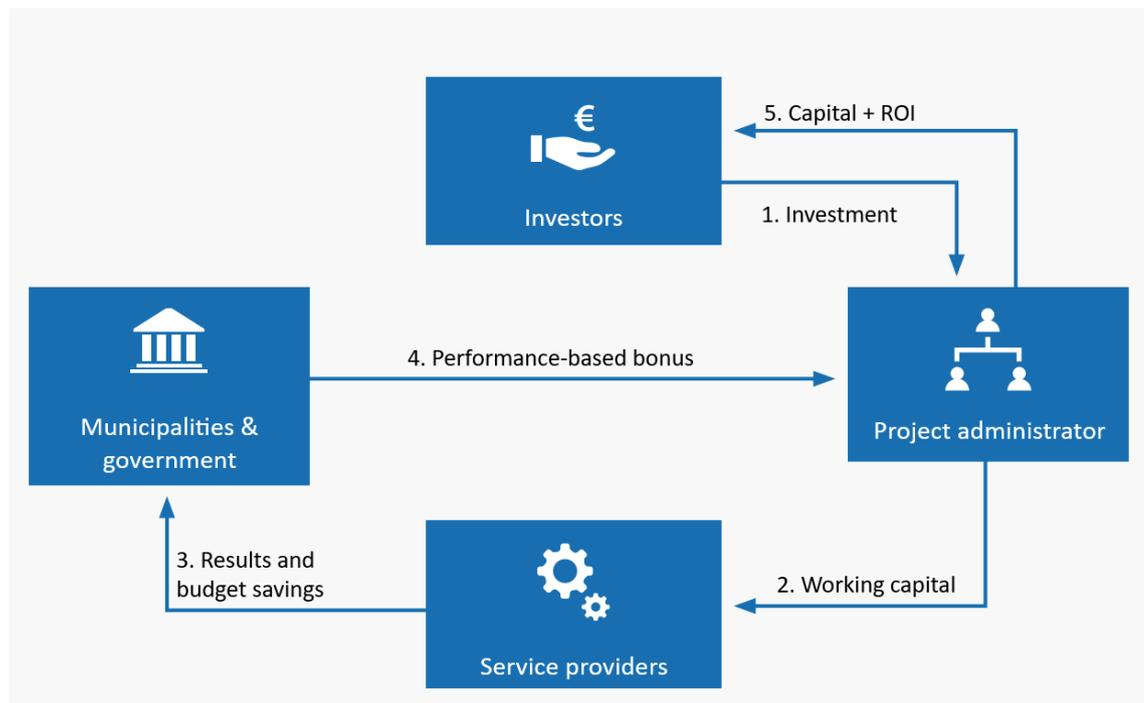 €
5. Capital + ROI
Investors
1. Investment
4. Performance-based bonus
Municipalities &
government
Project administrator
3. Results and
budget savings
2. Working capital
Service providers